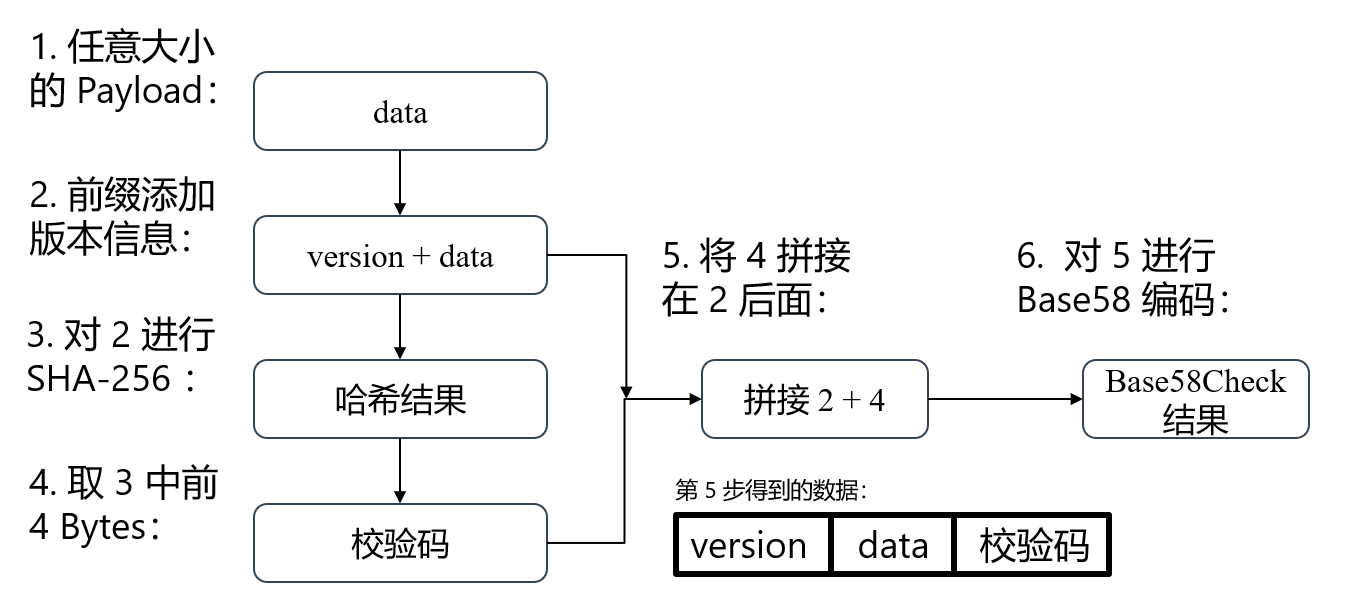 1. 任意大小
的 Payload：
data
2. 前缀添加
版本信息：
version + data
3. 对 2 进行
SHA-256 ：
哈希结果
4. 取 3 中前
4 Bytes：
校验码
5. 将 4 拼接
在 2 后面：
拼接 2 + 4
6. 对 5 进行
Base58 编码：
Base58Check
结果
第 5 步得到的数据：
version data 校验码